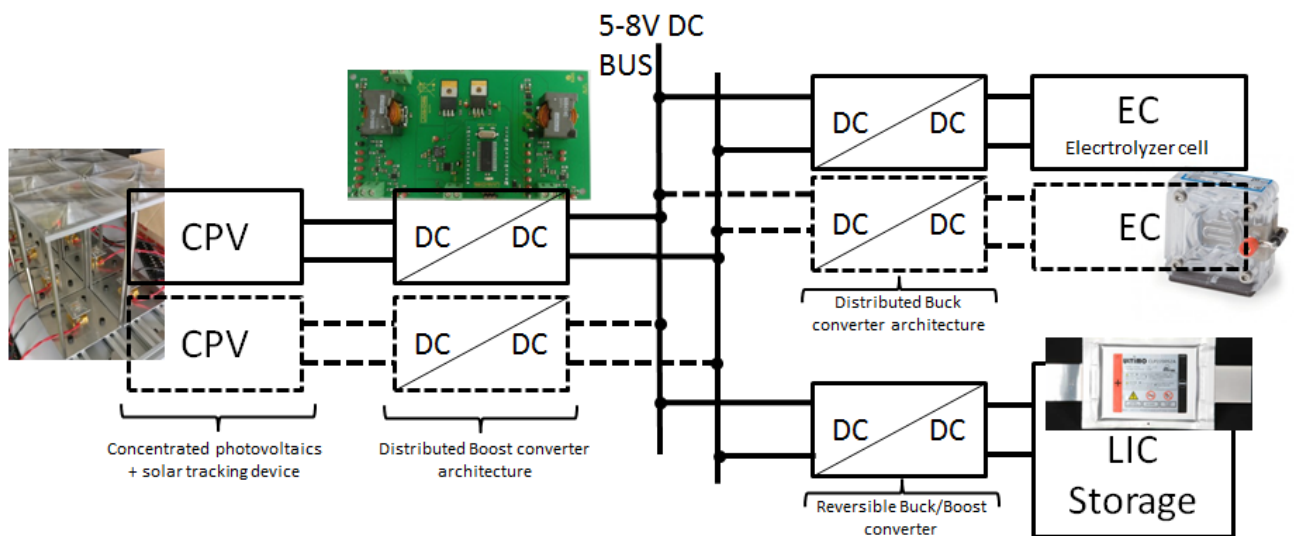 5-8V DC
BUS
DC
DC
EC
Elecrtrolyzer cell
CPV
DC
DC
DC
DC
EC
Distributed Buck
converter architecture
CPV
DC
DC
DC
DC
LIC
Storage
Concentrated photovoltaics
+ solar tracking device
Distributed Boost converter
architecture
Reversible Buck/Boost
converter